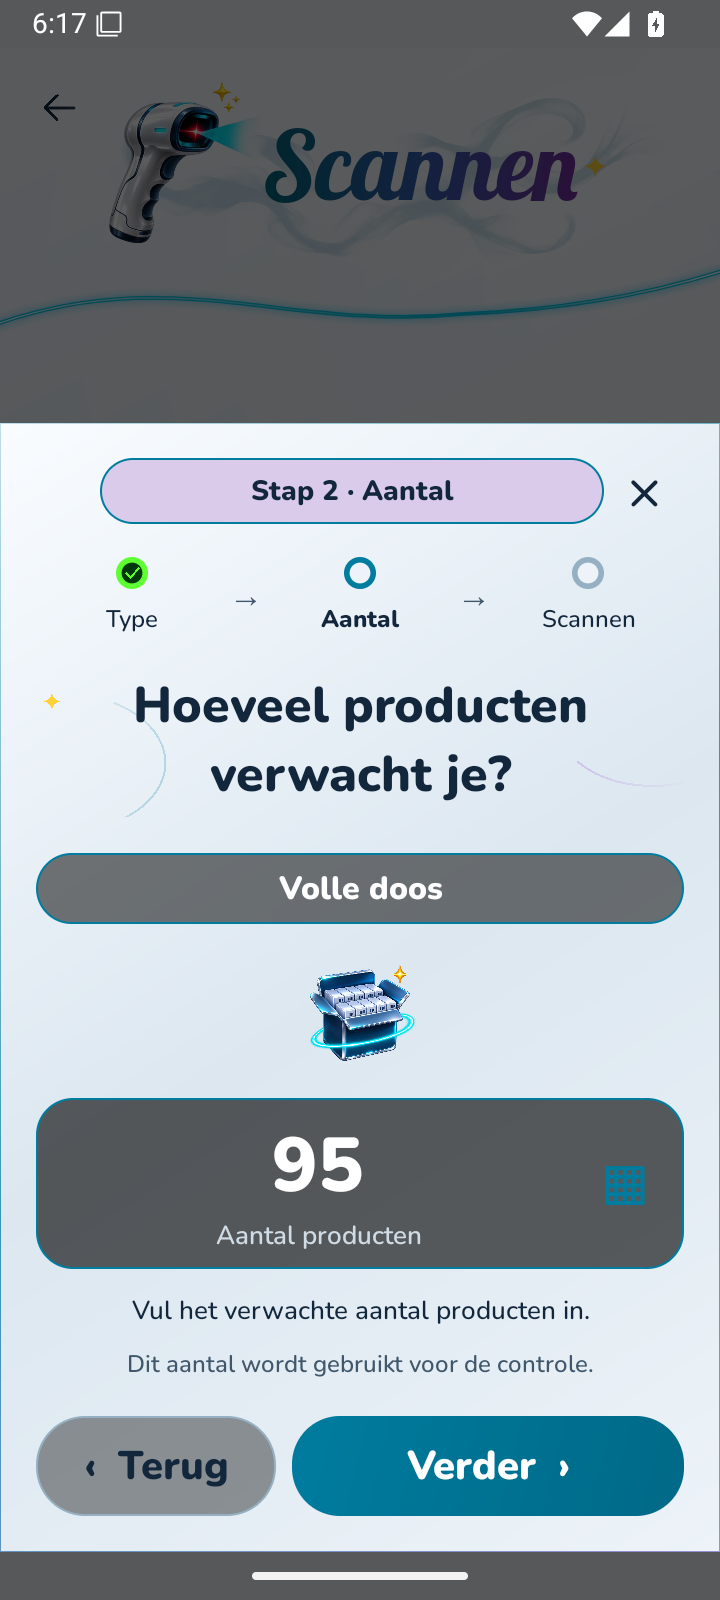 6:17
Scannen
Stap 2 · Aantal
Type → Aantal → Scannen
Hoeveel producten
verwacht je?
Volle doos
95
Aantal producten
Vul het verwachte aantal producten in.
Dit aantal wordt gebruikt voor de controle.
‹ Terug
Verder ›